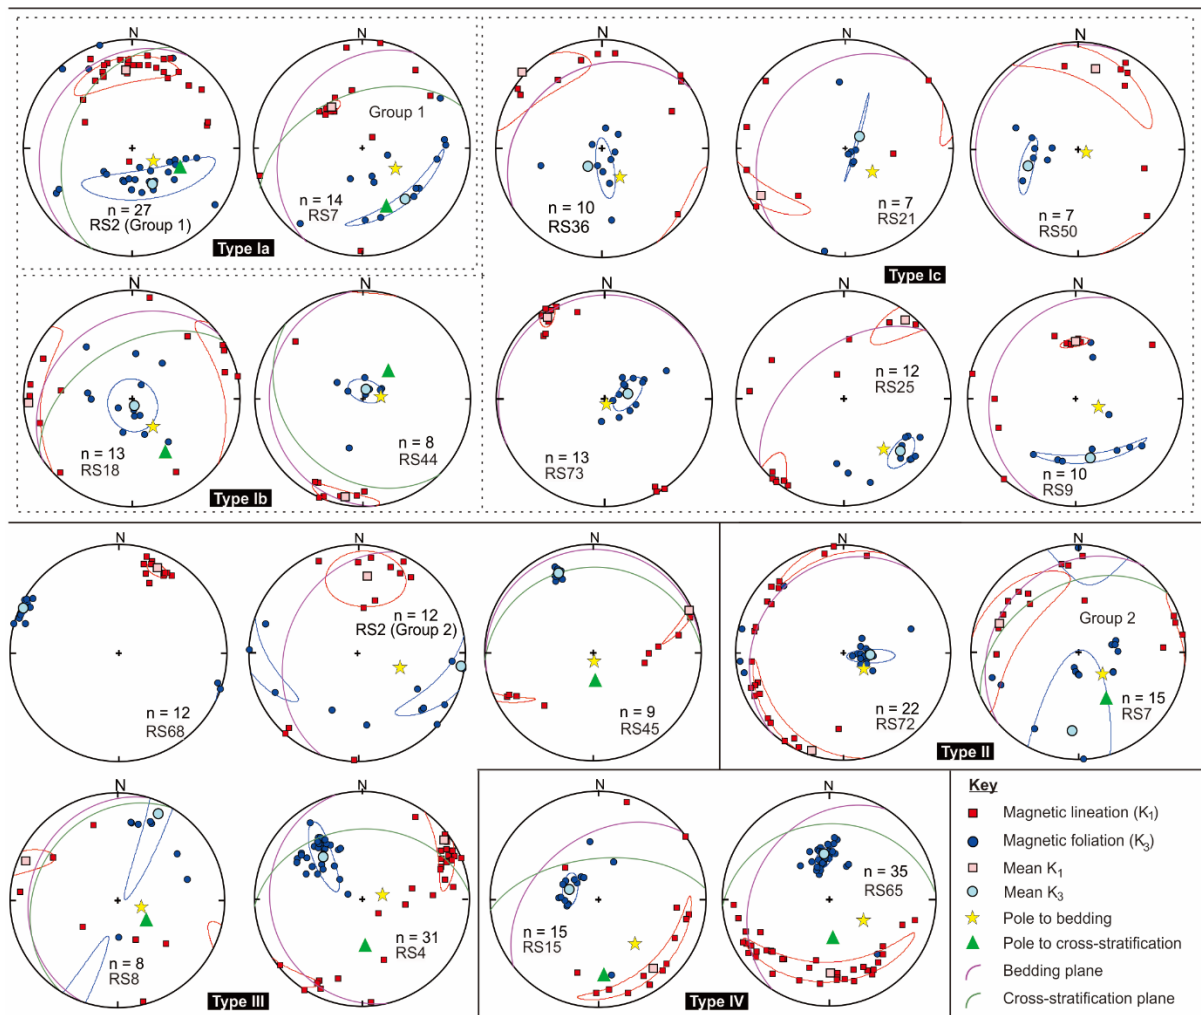 N
N
N
N
N
Group 1
n = 27
RS2 (Group 1)
n = 14
RS7
Type Ia
n = 10
RS36
n = 7
RS21
n = 7
RS50
Type Ic
N
N
N
N
N
n = 13
RS18
n = 8
RS44
Type Ib
n = 13
RS73
n = 12
RS25
n = 10
RS9
N
N
N
N
N
n = 12
RS68
n = 12
RS2 (Group 2)
n = 9
RS45
n = 22
RS72
Group 2
n = 15
RS7
Type II
N
N
N
N
n = 8
RS8
n = 31
RS4
Type III
n = 15
RS15
n = 35
RS65
Type IV
Key
Magnetic lineation (K₁)
Magnetic foliation (K₃)
Mean K₁
Mean K₃
Pole to bedding
Pole to cross-stratification
Bedding plane
Cross-stratification plane